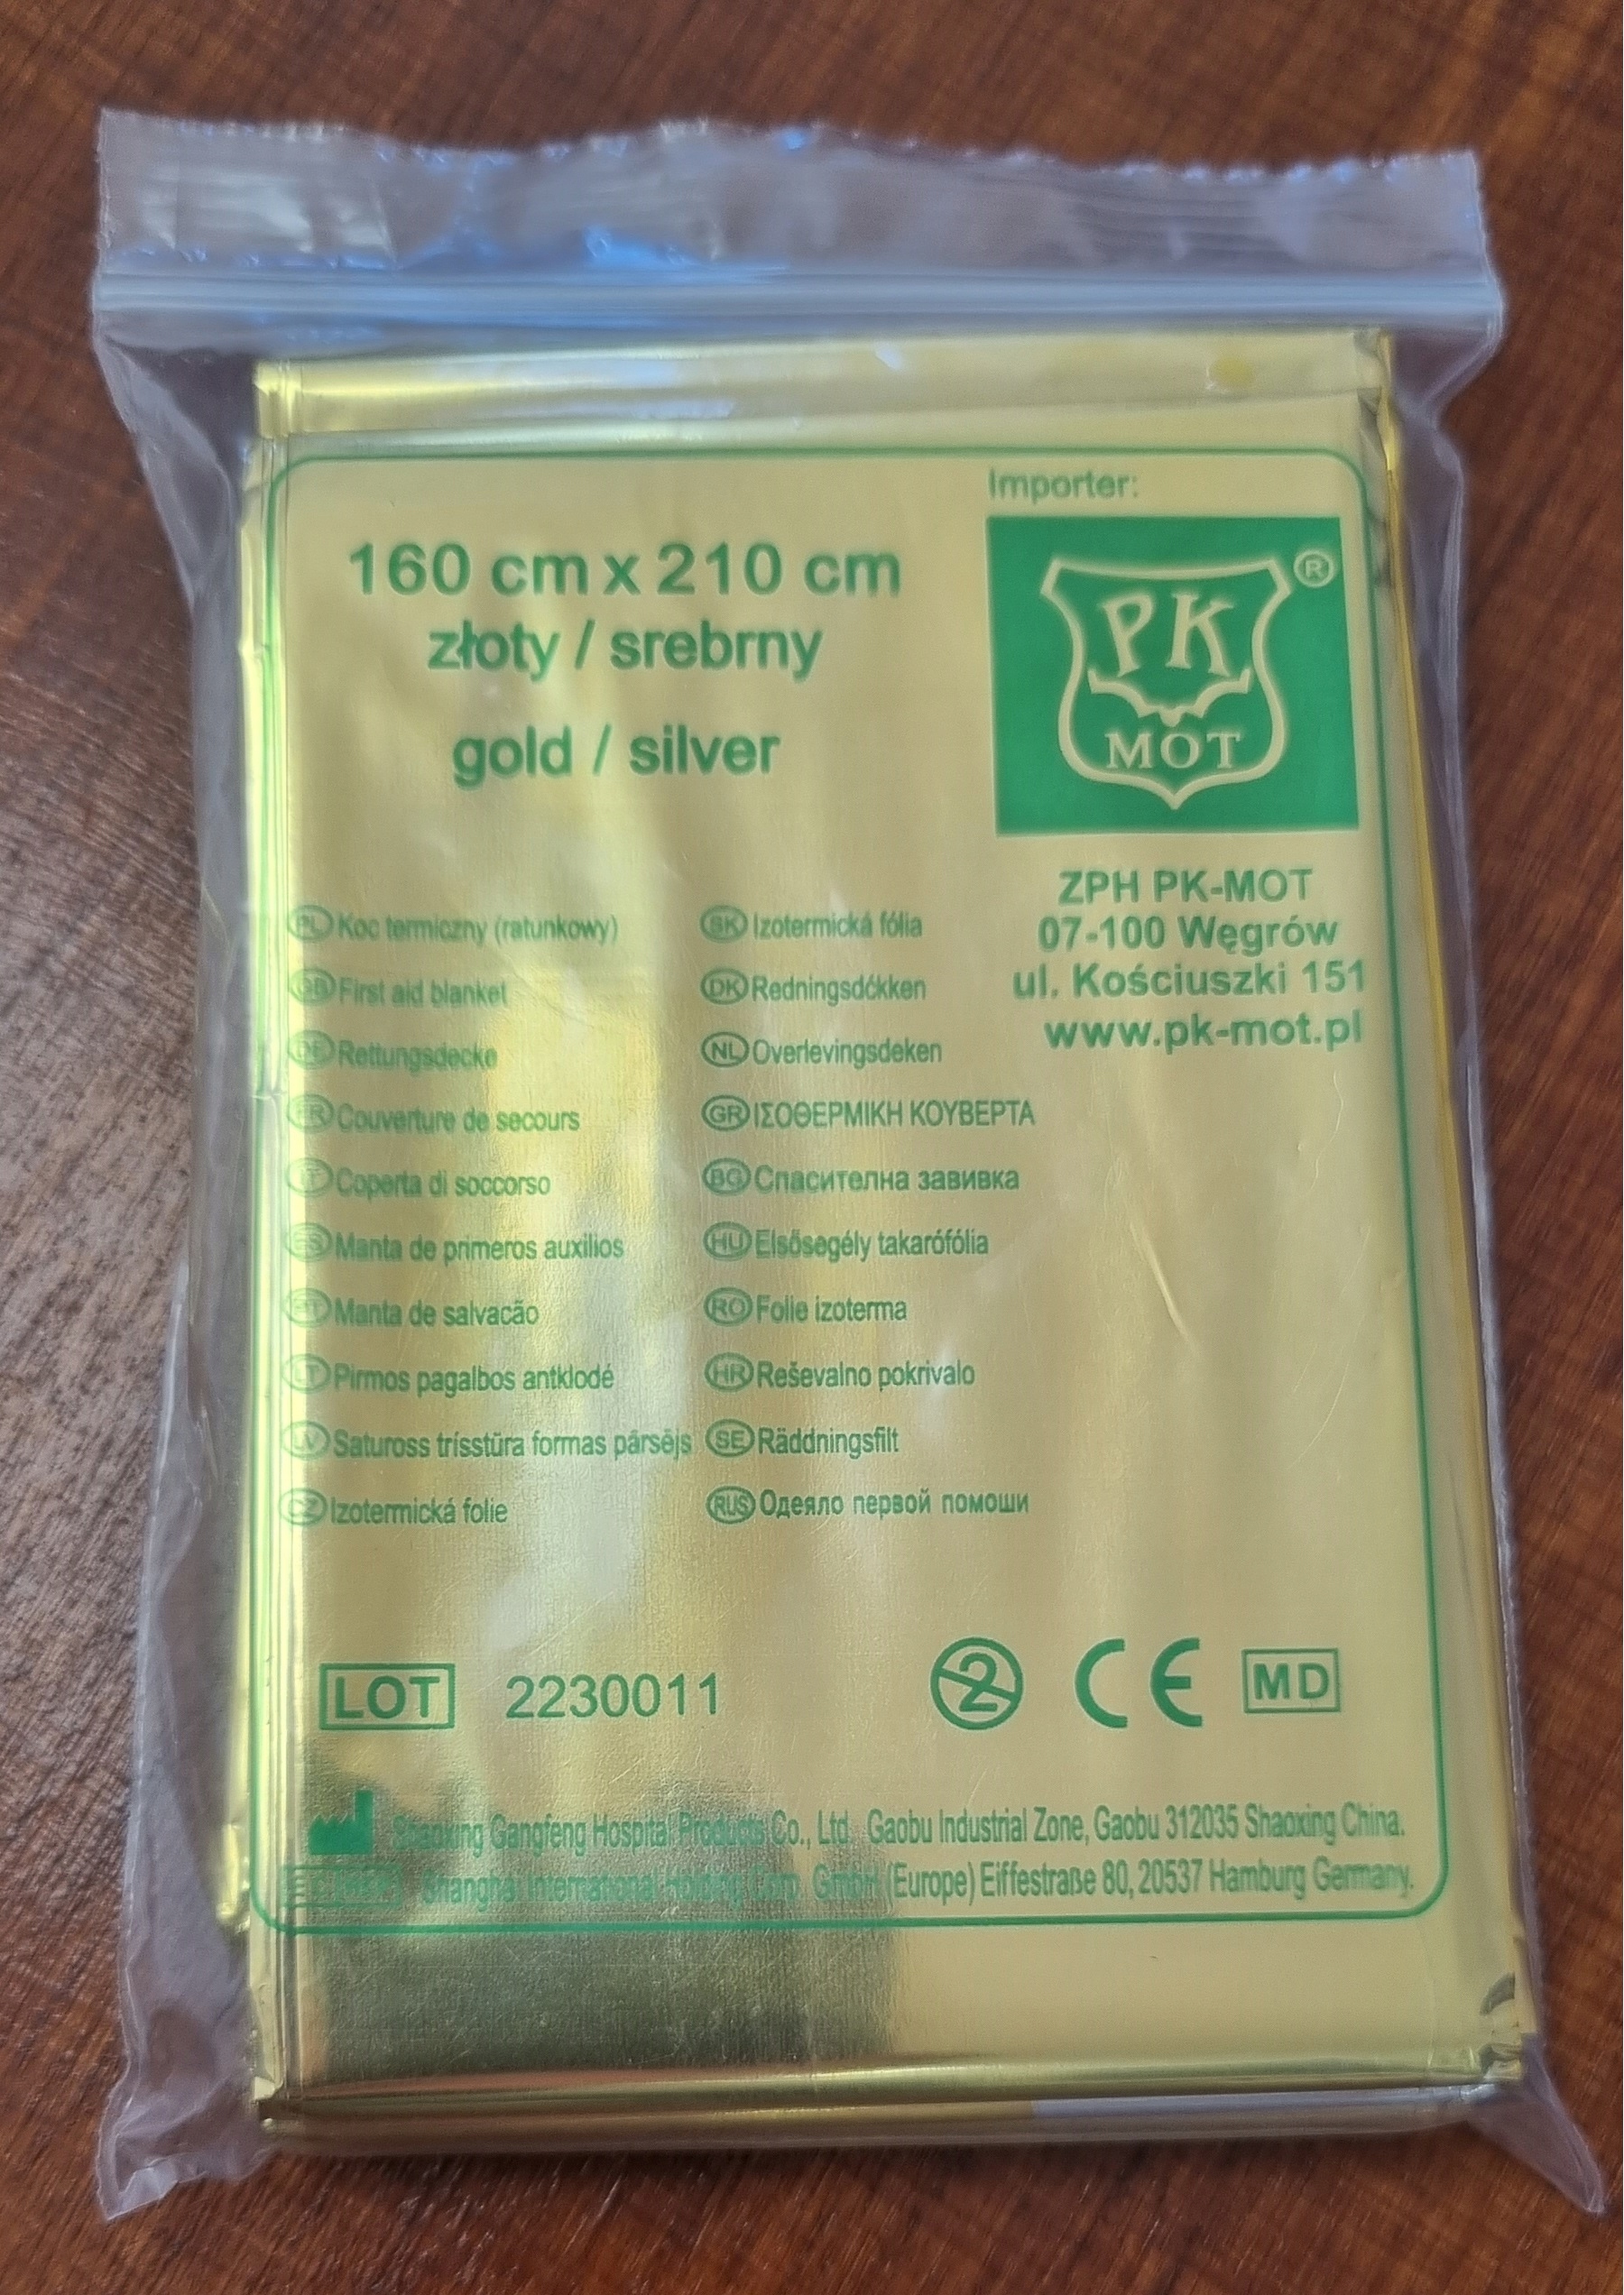 Importer:
160 cm x 210 cm
złoty / srebrny
gold / silver
PK
MOT
®
ZPH PK-MOT
07-100 Węgrów
ul. Kościuszki 151
www.pk-mot.pl
PL Koc termiczny (ratunkowy)
GB First aid blanket
DE Rettungsdecke
FR Couverture de secours
IT Coperta di soccorso
ES Manta de primeros auxilios
PT Manta de salvacão
LT Pirmos pagalbos antklodé
LV Satuross trísstūra formas pārsējs
CZ Izotermická folie
SK Izotermická fólia
DK Redningsdćkken
NL Overlevingsdeken
GR ΙΣΟΘΕΡΜΙΚΗ ΚΟΥΒΕΡΤΑ
BG Спасителна завивка
HU Elsősegély takarófólia
RO Folie izoterma
HR Reševalno pokrivalo
SE Räddningsfilt
RUS Одеяло первой помоши
LOT 2230011
2 CE MD
Shaoxing Gangfeng Hospital Products Co., Ltd. Gaobu Industrial Zone, Gaobu 312035 Shaoxing China.
Shanghai International Holding Corp. GmbH (Europe) Eiffestraße 80, 20537 Hamburg Germany.